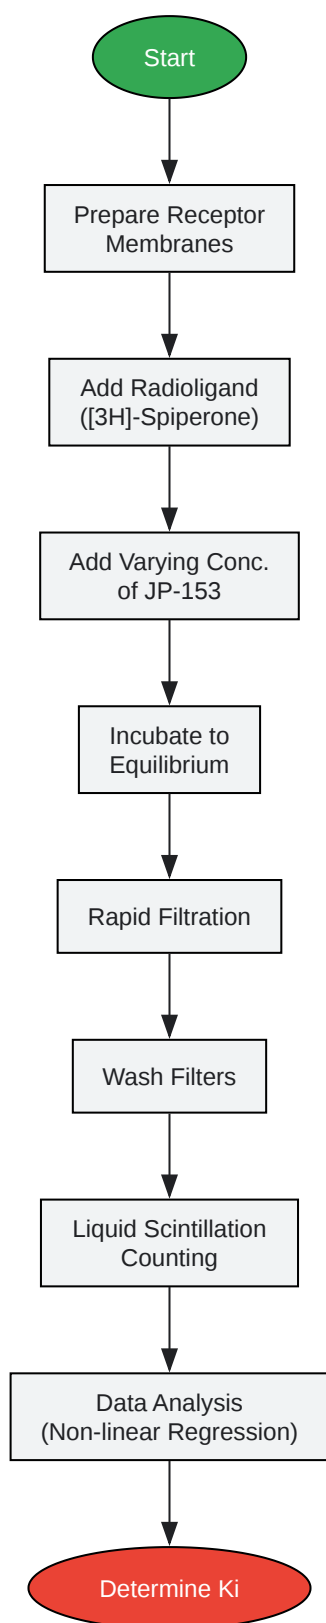 Start
Prepare Receptor
Membranes
Add Radioligand
([3H]-Spiperone)
Add Varying Conc.
of JP-153
Incubate to
Equilibrium
Rapid Filtration
Wash Filters
Liquid Scintillation
Counting
Data Analysis
(Non-linear Regression)
Determine Ki